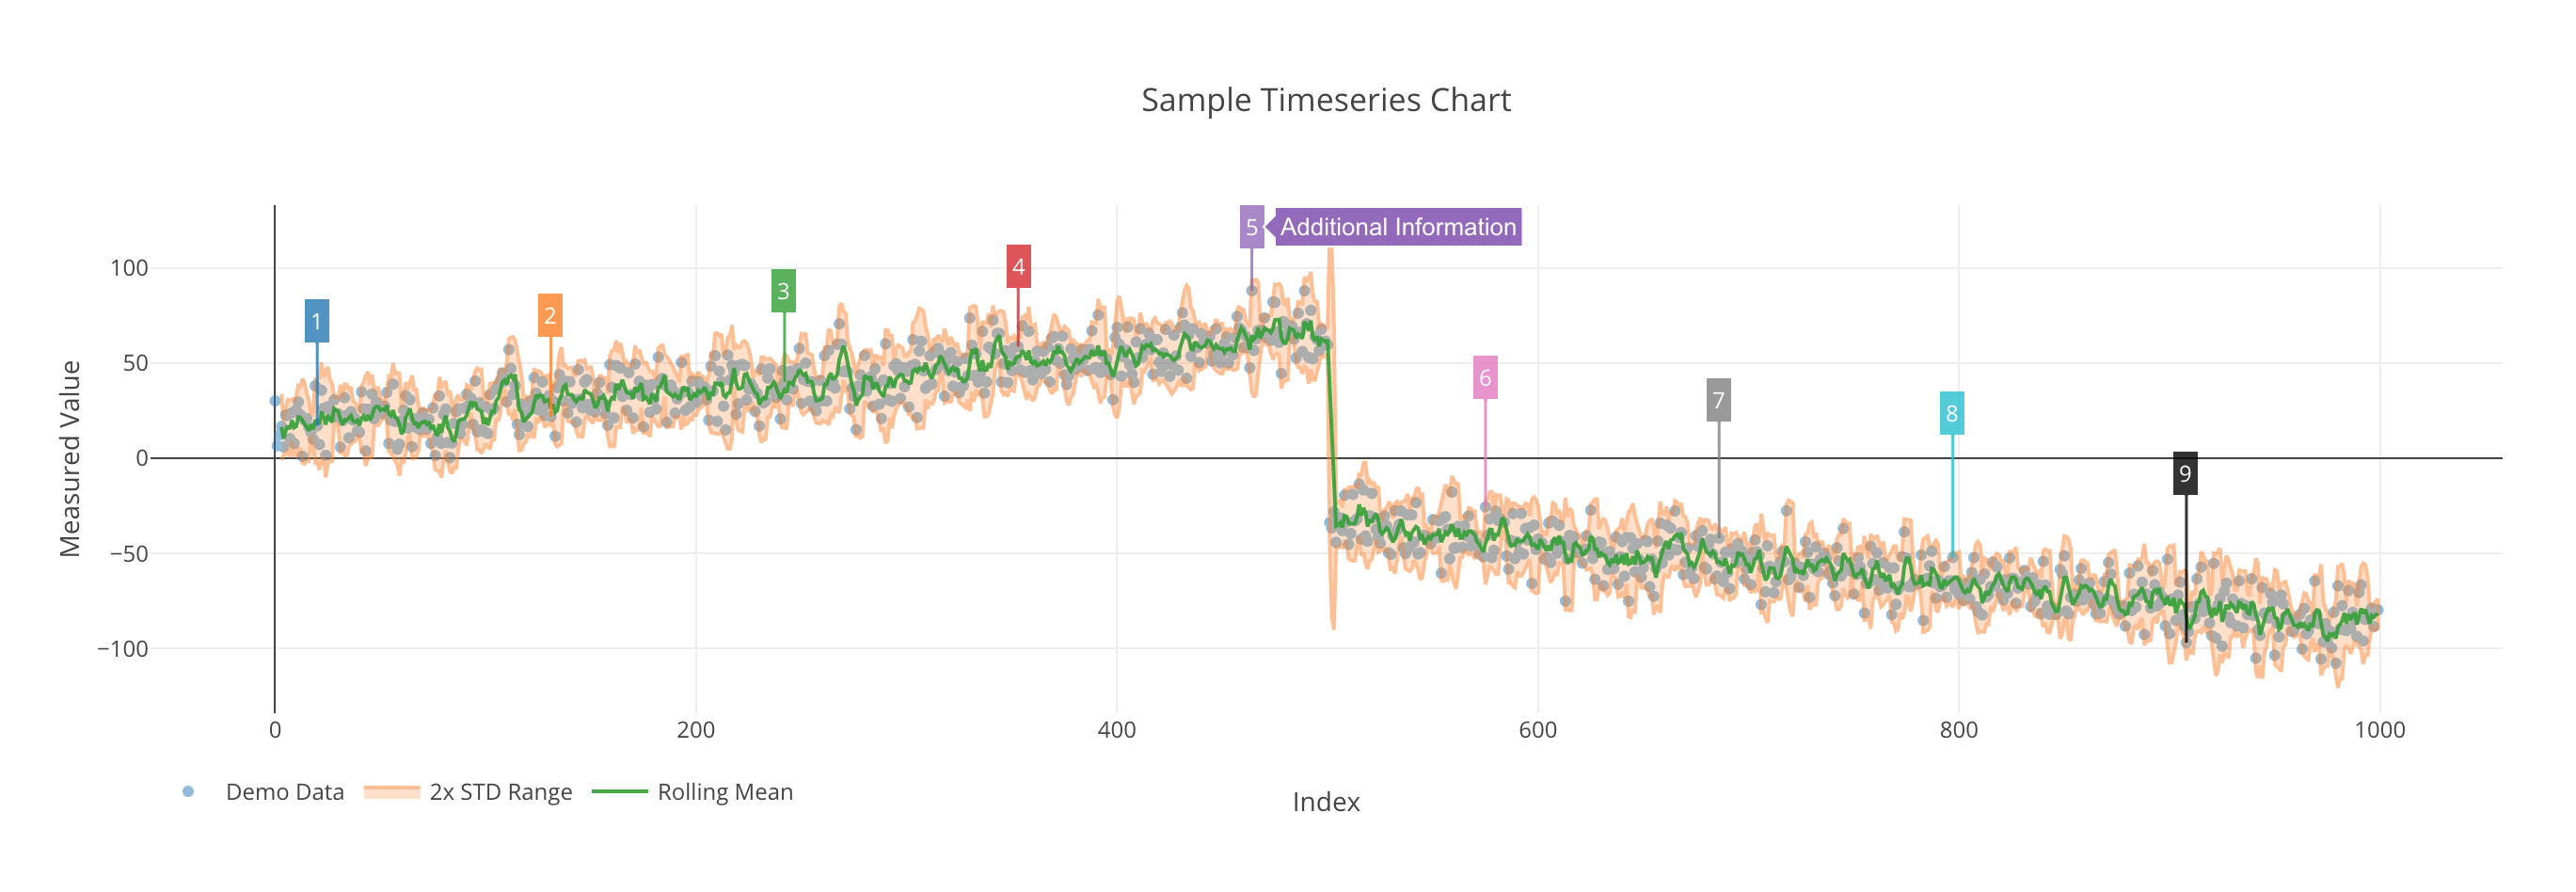 Sample Timeseries Chart
Measured Value
100
50
0
−50
−100
1
2
3
4
5
Additional Information
6
7
8
9
0
200
400
600
800
1000
Demo Data
2x STD Range
Rolling Mean
Index